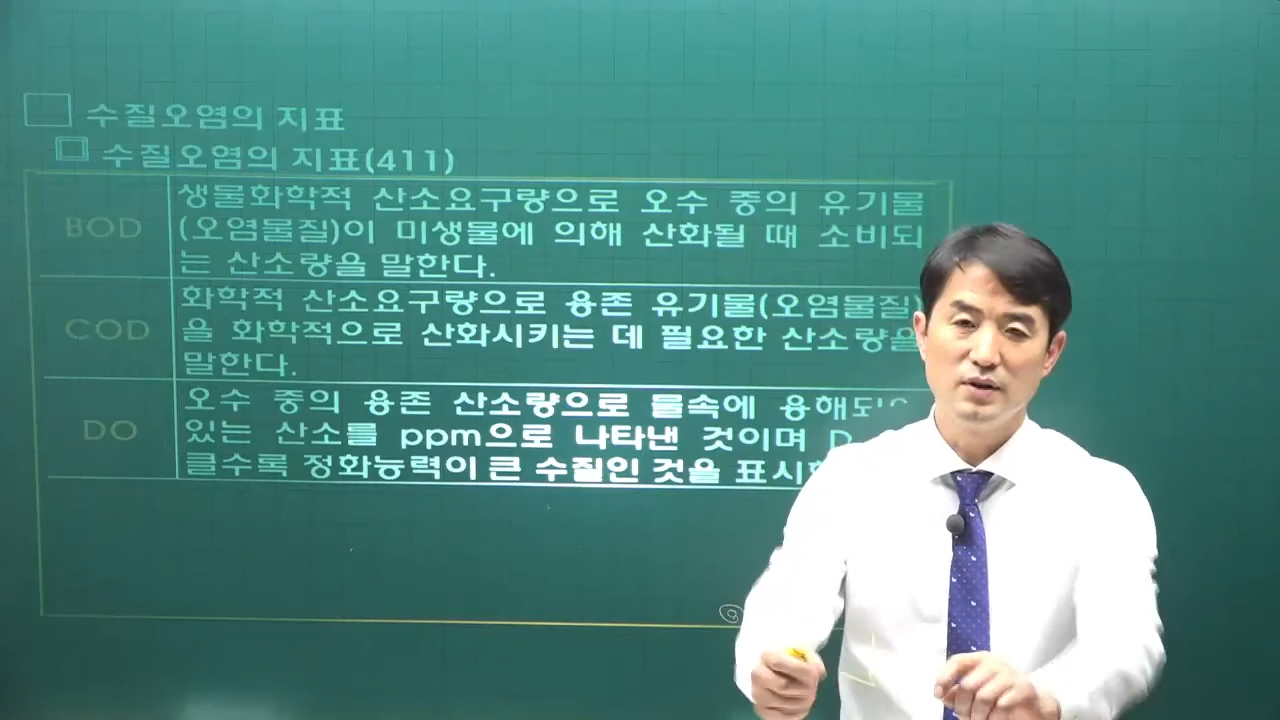 수질오염의 지표
수질오염의 지표(411)
BOD
생물화학적 산소요구량으로 오수 중의 유기물
(오염물질)이 미생물에 의해 산화될 때 소비되
는 산소량을 말한다.
COD
화학적 산소요구량으로 용존 유기물(오염물질)
을 화학적으로 산화시키는 데 필요한 산소량을
말한다.
DO
오수 중의 용존 산소량으로 물속에 용해되
있는 산소를 ppm으로 나타낸 것이며 D
클수록 정화능력이 큰 수질인 것을 표시